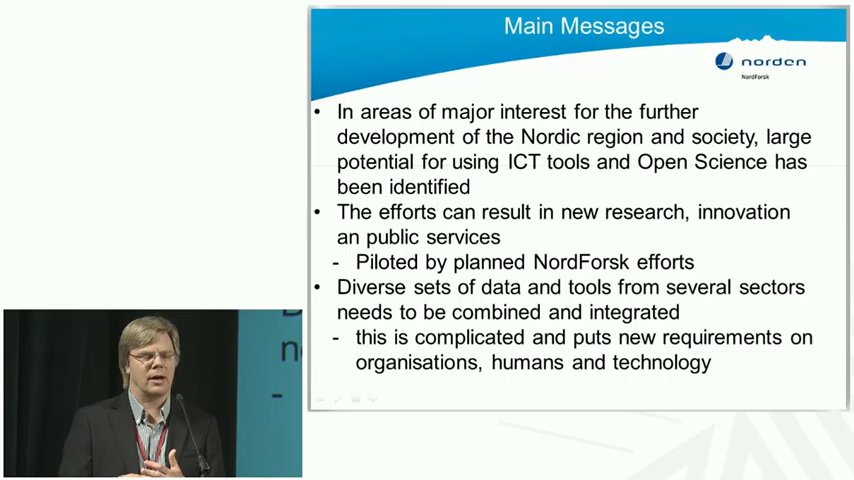 Main Messages
norden
NordForsk
• In areas of major interest for the further
development of the Nordic region and society, large
potential for using ICT tools and Open Science has
been identified
• The efforts can result in new research, innovation
an public services
- Piloted by planned NordForsk efforts
• Diverse sets of data and tools from several sectors
needs to be combined and integrated
- this is complicated and puts new requirements on
organisations, humans and technology